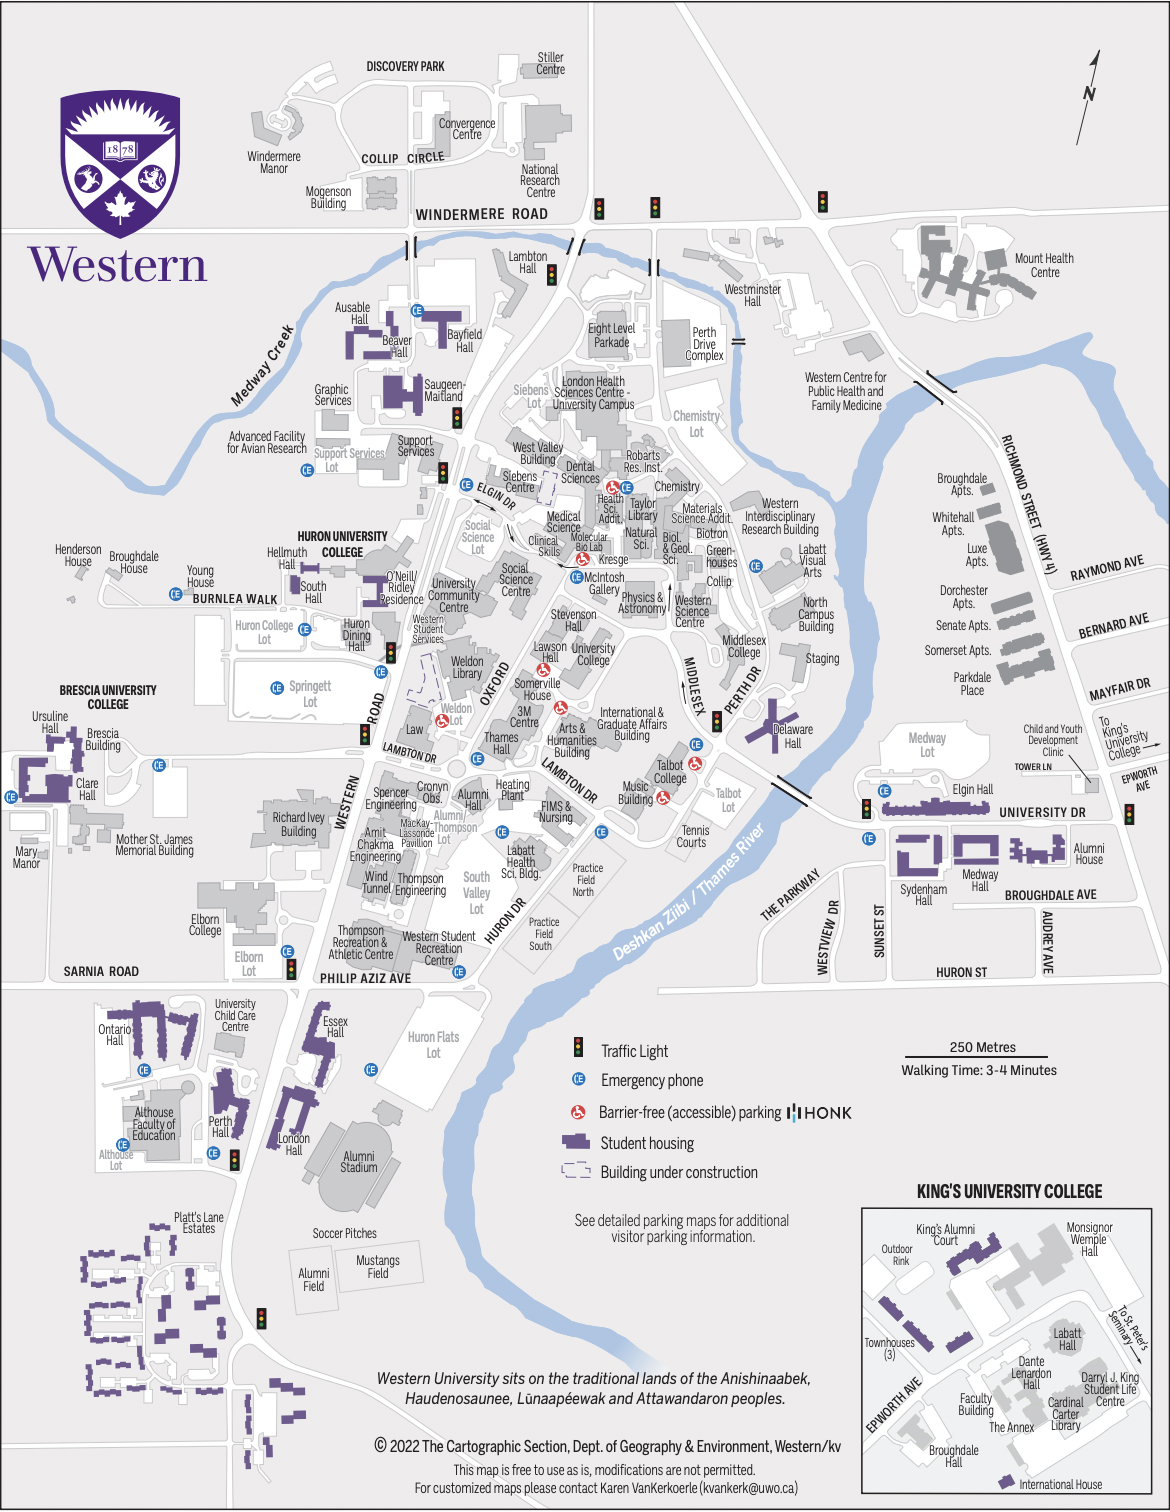 Stiller
Centre
DISCOVERY PARK
Convergence
Centre
Windermere
Manor
COLLIP CIRCLE
National
Research
Centre
Mogenson
Building
N
1878
Western
WINDERMERE ROAD
Lambton
Hall
Mount Health
Centre
Westminster
Hall
Ausable
Hall
Beaver
Hall
Bayfield
Hall
Eight Level
Parkade
Perth
Drive
Complex
Medway Creek
Western Centre for
Public Health and
Family Medicine
Graphic
Services
Saugeen-
Maitland
Siebens
Lot
London Health
Sciences Centre -
University Campus
Chemistry
Lot
Advanced Facility
for Avian Research
Support Services
Lot
Support
Services
West Valley
Building
Siebens
Centre
Dental
Sciences
Robarts
Res. Inst.
RICHMOND STREET (HWY 4)
Broughdale
Apts.
Whitehall
Apts.
Luxe
Apts.
ELGIN DR
Health
Sci.
Addit.
Chemistry
Taylor
Library
Materials
Science Addit.
Western
Interdisciplinary
Research Building
Social
Science
Lot
Medical
Science
Clinical
Skills
Molecular
Bio Lab
Natural
Sci.
Biol.
& Geol.
Sci.
Biotron
Green-
houses
Labatt
Visual
Arts
HURON UNIVERSITY
COLLEGE
Henderson
House
Broughdale
House
Young
House
BURNLEA WALK
Hellmuth
Hall
South
Hall
O'Neill/
Ridley
Residence
University
Community
Centre
Social
Science
Centre
Kresge
McIntosh
Gallery
Collip
RAYMOND AVE
Physics &
Astronomy
Western
Science
Centre
North
Campus
Building
Dorchester
Apts.
Senate Apts.
Somerset Apts.
BERNARD AVE
Huron College
Lot
Huron
Dining
Hall
Western
Student
Services
Stevenson
Hall
Lawson
Hall
University
College
Middlesex
College
Staging
Parkdale
Place
MAYFAIR DR
BRESCIA UNIVERSITY
COLLEGE
Springett
Lot
Weldon
Library
OXFORD
Somerville
House
MIDDLESEX
PERTH DR
Ursuline
Hall
Brescia
Building
Clare
Hall
Law
Weldon
Lot
3M
Centre
Thames
Hall
Arts &
Humanities
Building
International &
Graduate Affairs
Building
Delaware
Hall
Medway
Lot
Child and Youth
Development
Clinic
To
King's
University
College
LAMBTON DR
TOWER LN
EPWORTH
AVE
WESTERN
ROAD
Spencer
Engineering
Cronyn
Obs.
Alumni
Hall
Heating
Plant
LAMBTON DR
Talbot
College
Music
Building
Talbot
Lot
Elgin Hall
UNIVERSITY DR
Mary
Manor
Mother St. James
Memorial Building
Richard Ivey
Building
MacKay-
Lassonde
Pavilion
Alumni/
Thompson
Lot
FIMS &
Nursing
Amit
Chakma
Engineering
Tennis
Courts
Alumni
House
Wind
Tunnel
Thompson
Engineering
Labatt
Health
Sci. Bldg.
South
Valley
Lot
Practice
Field
North
Deshkan Ziibi / Thames River
Sydenham
Hall
Medway
Hall
BROUGHDALE AVE
THE PARKWAY
WESTVIEW DR
SUNSET ST
AUDREY AVE
Elborn
College
Elborn
Lot
HURON DR
Practice
Field
South
Thompson
Recreation &
Athletic Centre
Western Student
Recreation
Centre
SARNIA ROAD
PHILIP AZIZ AVE
HURON ST
Ontario
Hall
University
Child Care
Centre
Essex
Hall
Huron Flats
Lot
Althouse
Faculty of
Education
Perth
Hall
London
Hall
Althouse
Lot
Alumni
Stadium
Traffic Light
CE Emergency phone
Barrier-free (accessible) parking HONK
Student housing
Building under construction
250 Metres
Walking Time: 3-4 Minutes
See detailed parking maps for additional
visitor parking information.
Platt's Lane
Estates
Soccer Pitches
Alumni
Field
Mustangs
Field
KING'S UNIVERSITY COLLEGE
King's Alumni
Court
Monsignor
Wemple
Hall
Outdoor
Rink
Townhouses
(3)
To St. Peter's
Seminary
Labatt
Hall
Dante
Lenardon
Hall
Darryl J. King
Student Life
Centre
EPWORTH AVE
Faculty
Building
Cardinal
Carter
Library
The Annex
Broughdale
Hall
International House
Western University sits on the traditional lands of the Anishinaabek,
Haudenosaunee, Lūnaapéewak and Attawandaron peoples.
© 2022 The Cartographic Section, Dept. of Geography & Environment, Western/kv
This map is free to use as is, modifications are not permitted.
For customized maps please contact Karen VanKerkoerle (kvankerk@uwo.ca)